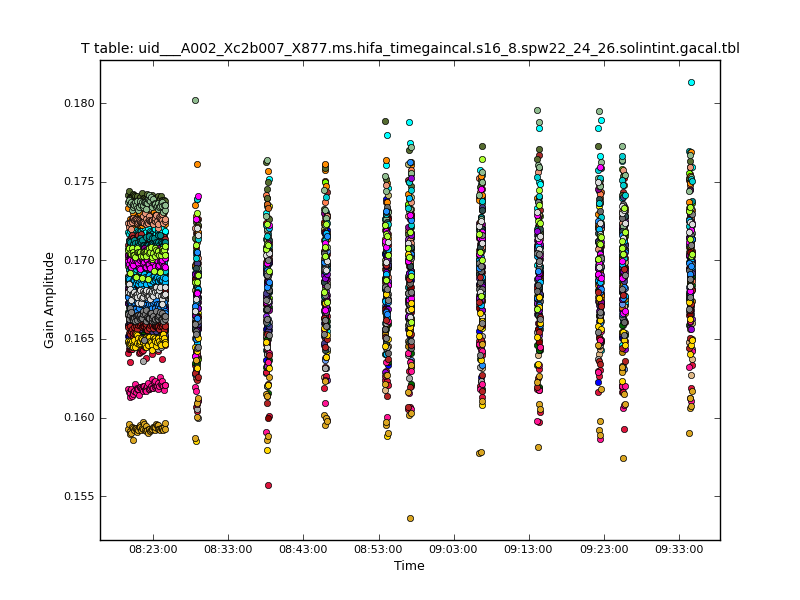 T table: uid___A002_Xc2b007_X877.ms.hifa_timegaincal.s16_8.spw22_24_26.solintint.gacal.tbl
0.180
0.175
0.170
0.165
0.160
0.155
Gain Amplitude
08:23:00 08:33:00 08:43:00 08:53:00 09:03:00 09:13:00 09:23:00 09:33:00
Time